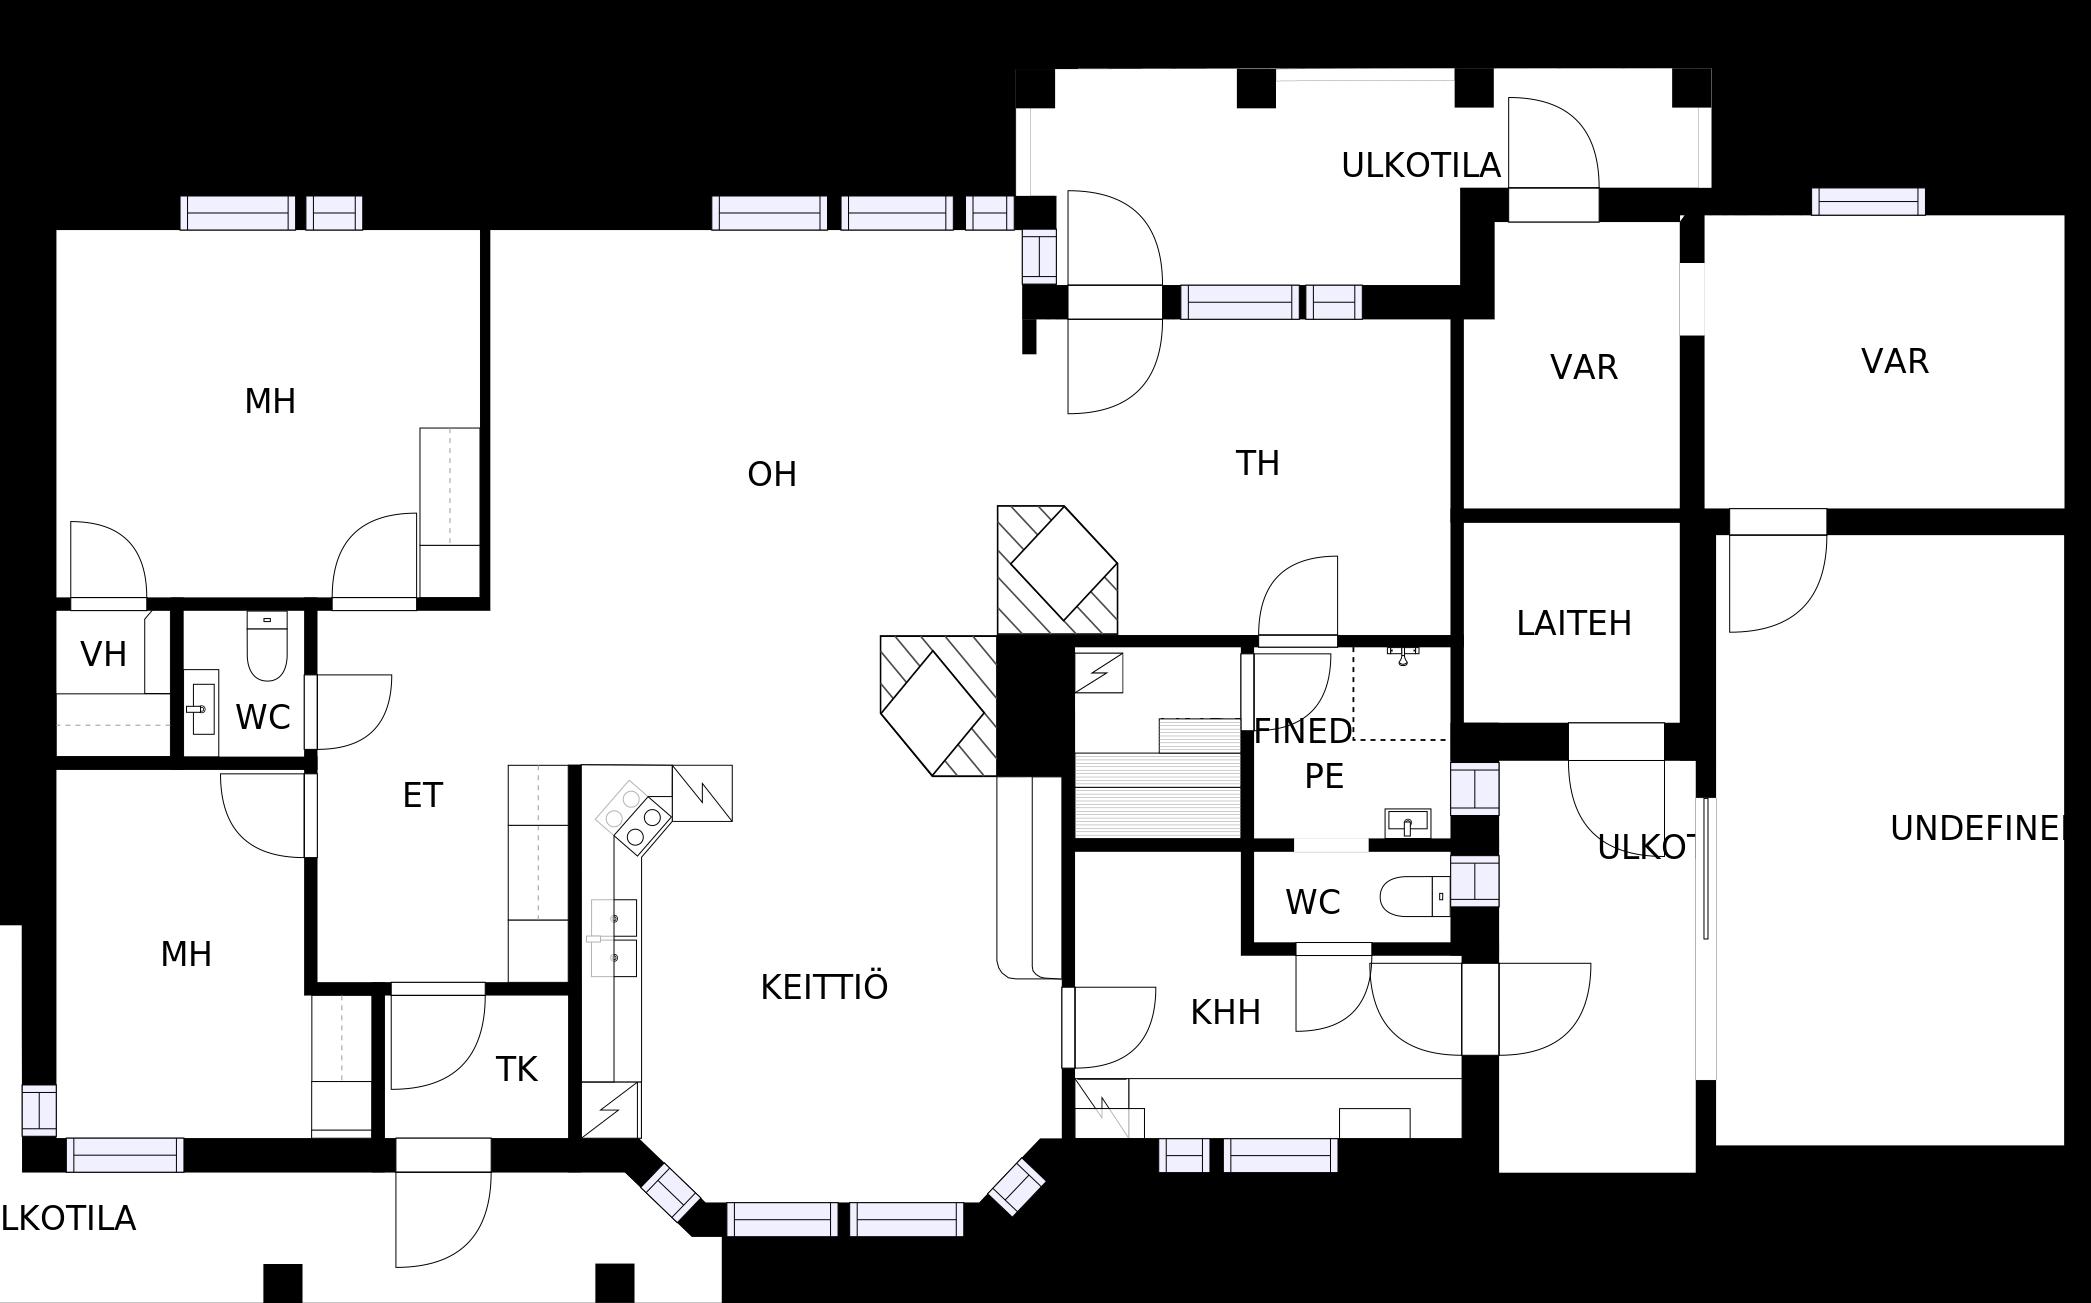 ULKOTILA
VAR
VAR
MH
OH
TH
LAITEH
VH
WC
FINED
PE
ET
UNDEFINE
ULKOT
WC
MH
KEITTIÖ
KHH
TK
LKOTILA